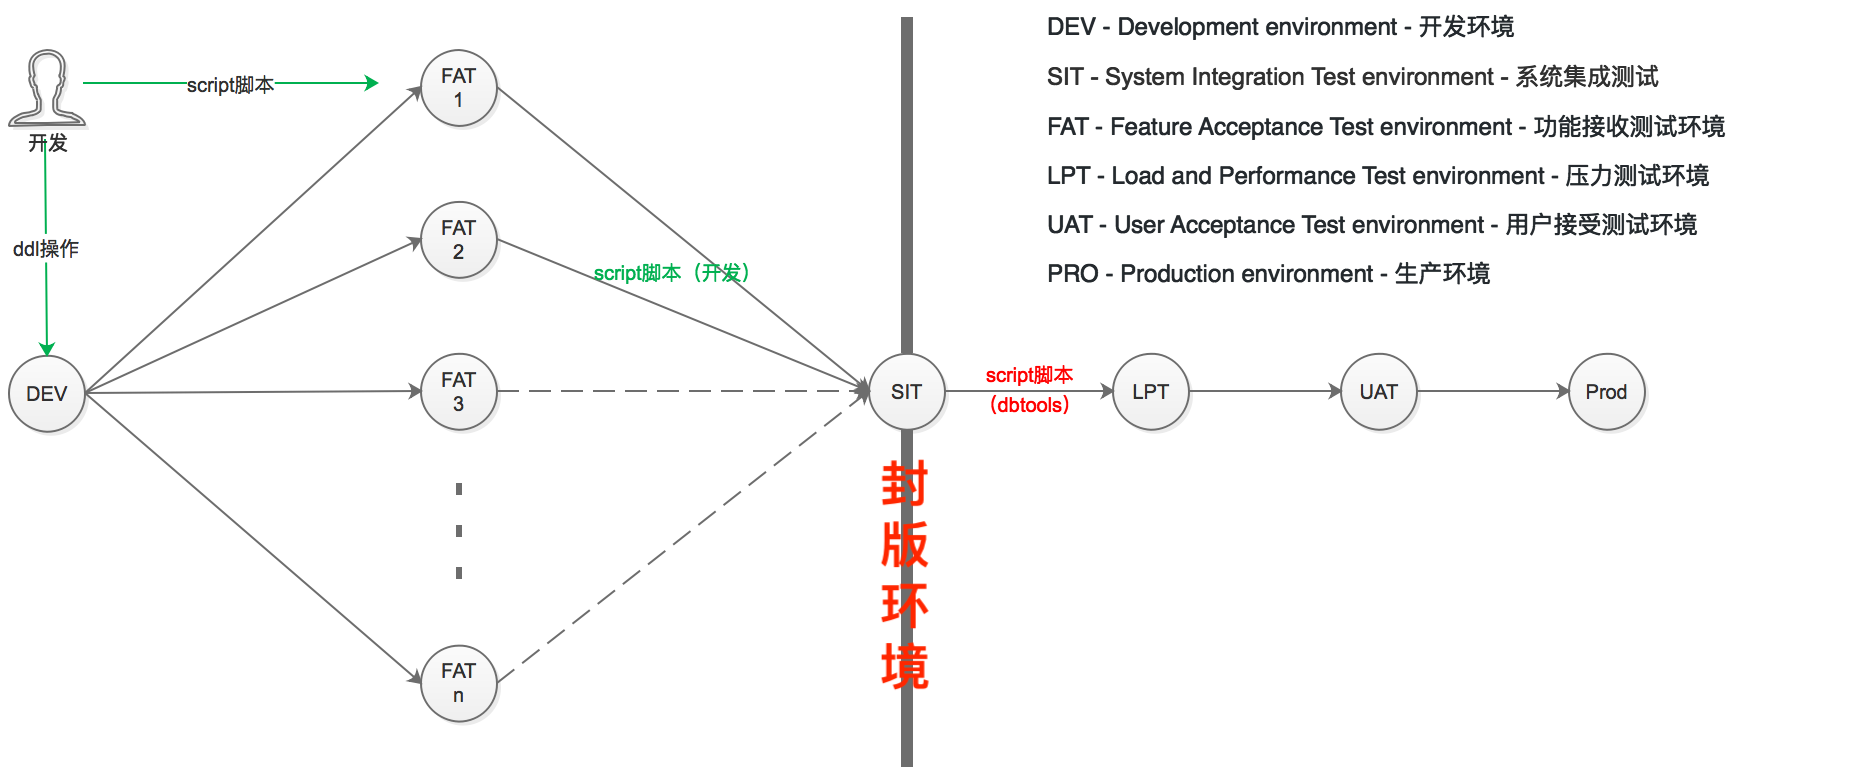 DEV - Development environment - 开发环境
SIT - System Integration Test environment - 系统集成测试
FAT - Feature Acceptance Test environment - 功能接收测试环境
LPT - Load and Performance Test environment - 压力测试环境
UAT - User Acceptance Test environment - 用户接受测试环境
PRO - Production environment - 生产环境
开发
script脚本
ddl操作
DEV
FAT
1
FAT
2
FAT
3
FAT
n
script脚本（开发）
SIT
script脚本
（dbtools）
LPT
UAT
Prod
封
版
环
境